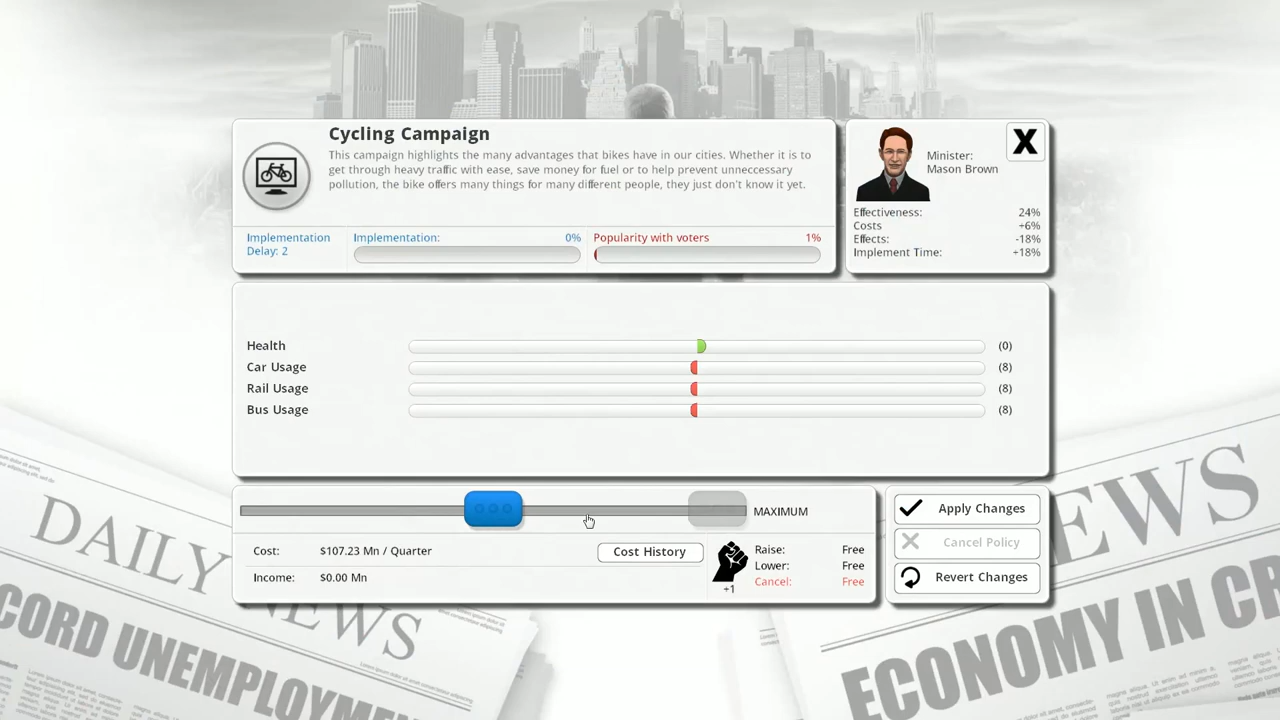 Cycling Campaign
This campaign highlights the many advantages that bikes have in our cities. Whether it is to
get through heavy traffic with ease, save money for fuel or to help prevent unneccessary
pollution, the bike offers many things for many different people, they just don't know it yet.
Implementation
Delay: 2
Implementation: 0%
Popularity with voters 1%
X
Minister:
Mason Brown
Effectiveness: 24%
Costs +6%
Effects: -18%
Implement Time: +18%
Health (0)
Car Usage (8)
Rail Usage (8)
Bus Usage (8)
MAXIMUM
Cost: $107.23 Mn / Quarter
Income: $0.00 Mn
Cost History
+1
Raise: Free
Lower: Free
Cancel: Free
Apply Changes
Cancel Policy
Revert Changes
DAILY NEWS
CORD UNEMPLOYM
NEWS
ECONOMY IN CR